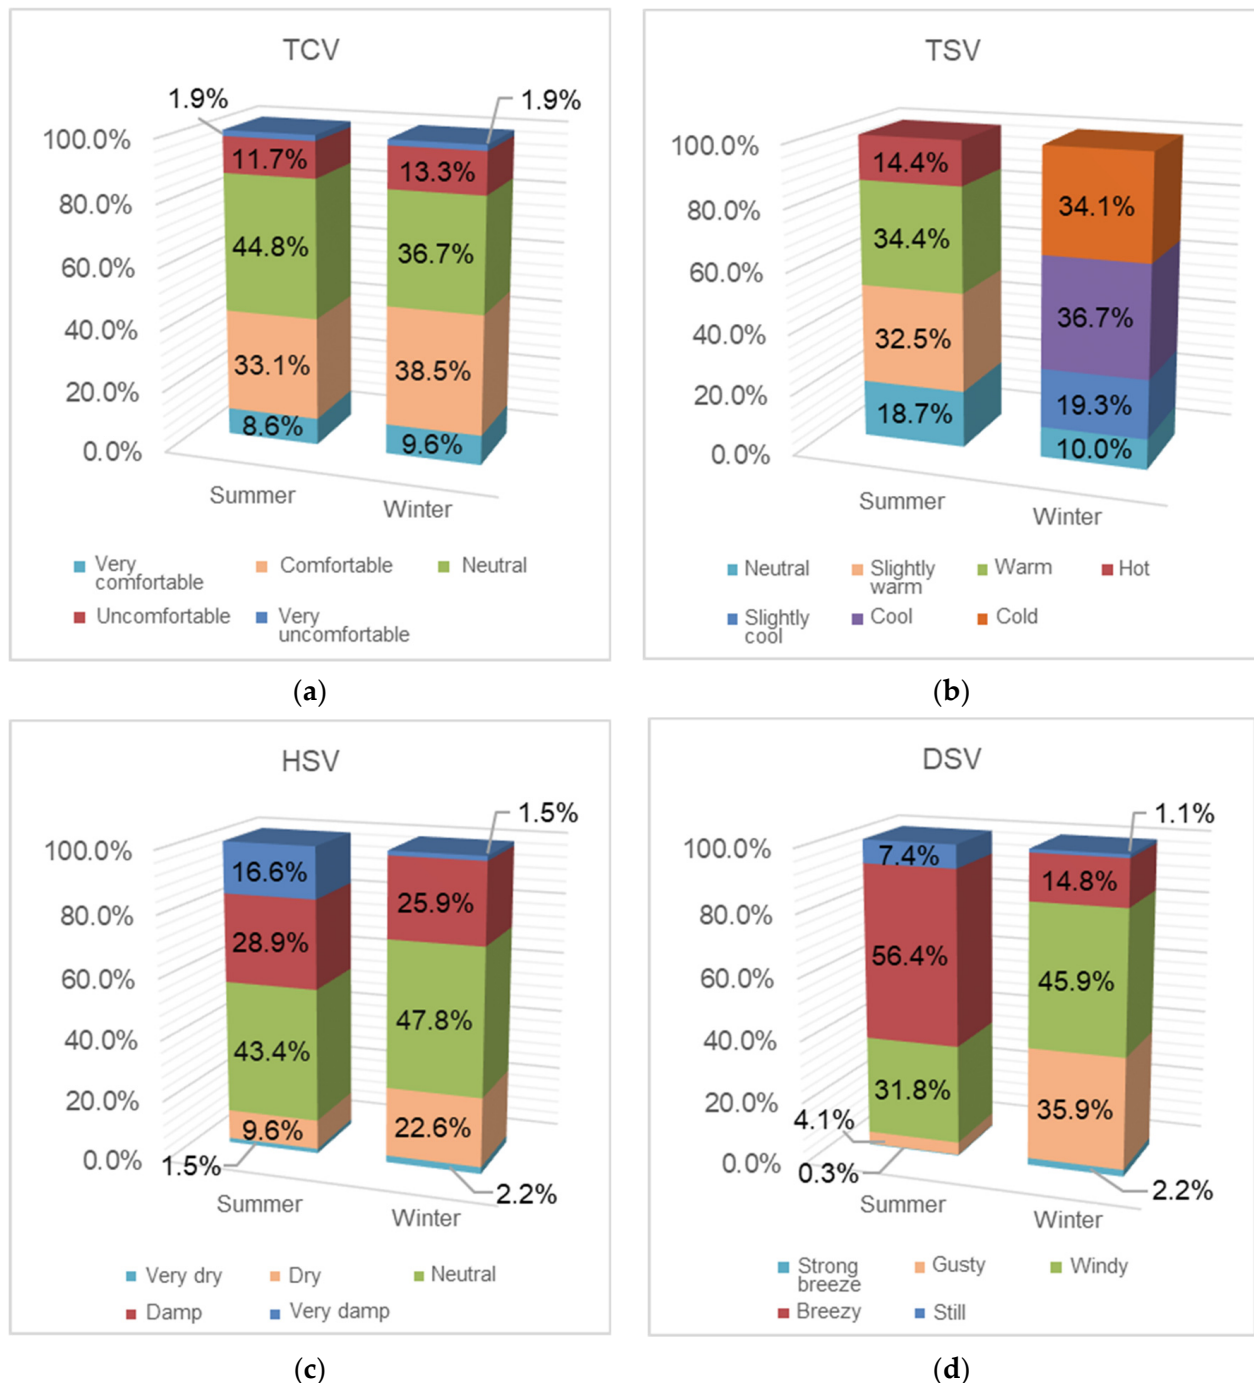 TCV
1.9%
1.9%
100.0%
80.0%
60.0%
40.0%
20.0%
0.0%
11.7%
44.8%
33.1%
8.6%
13.3%
36.7%
38.5%
9.6%
Summer
Winter
Very
comfortable
Comfortable
Neutral
Uncomfortable
Very
uncomfortable
(a)
TSV
100.0%
80.0%
60.0%
40.0%
20.0%
0.0%
14.4%
34.4%
32.5%
18.7%
34.1%
36.7%
19.3%
10.0%
Summer
Winter
Neutral
Slightly
warm
Warm
Hot
Slightly
cool
Cool
Cold
(b)
HSV
1.5%
100.0%
80.0%
60.0%
40.0%
20.0%
0.0%
16.6%
28.9%
43.4%
9.6%
1.5%
25.9%
47.8%
22.6%
2.2%
Summer
Winter
Very dry
Dry
Neutral
Damp
Very damp
(c)
DSV
1.1%
100.0%
80.0%
60.0%
40.0%
20.0%
0.0%
7.4%
56.4%
31.8%
4.1%
0.3%
14.8%
45.9%
35.9%
2.2%
Summer
Winter
Strong
breeze
Gusty
Windy
Breezy
Still
(d)